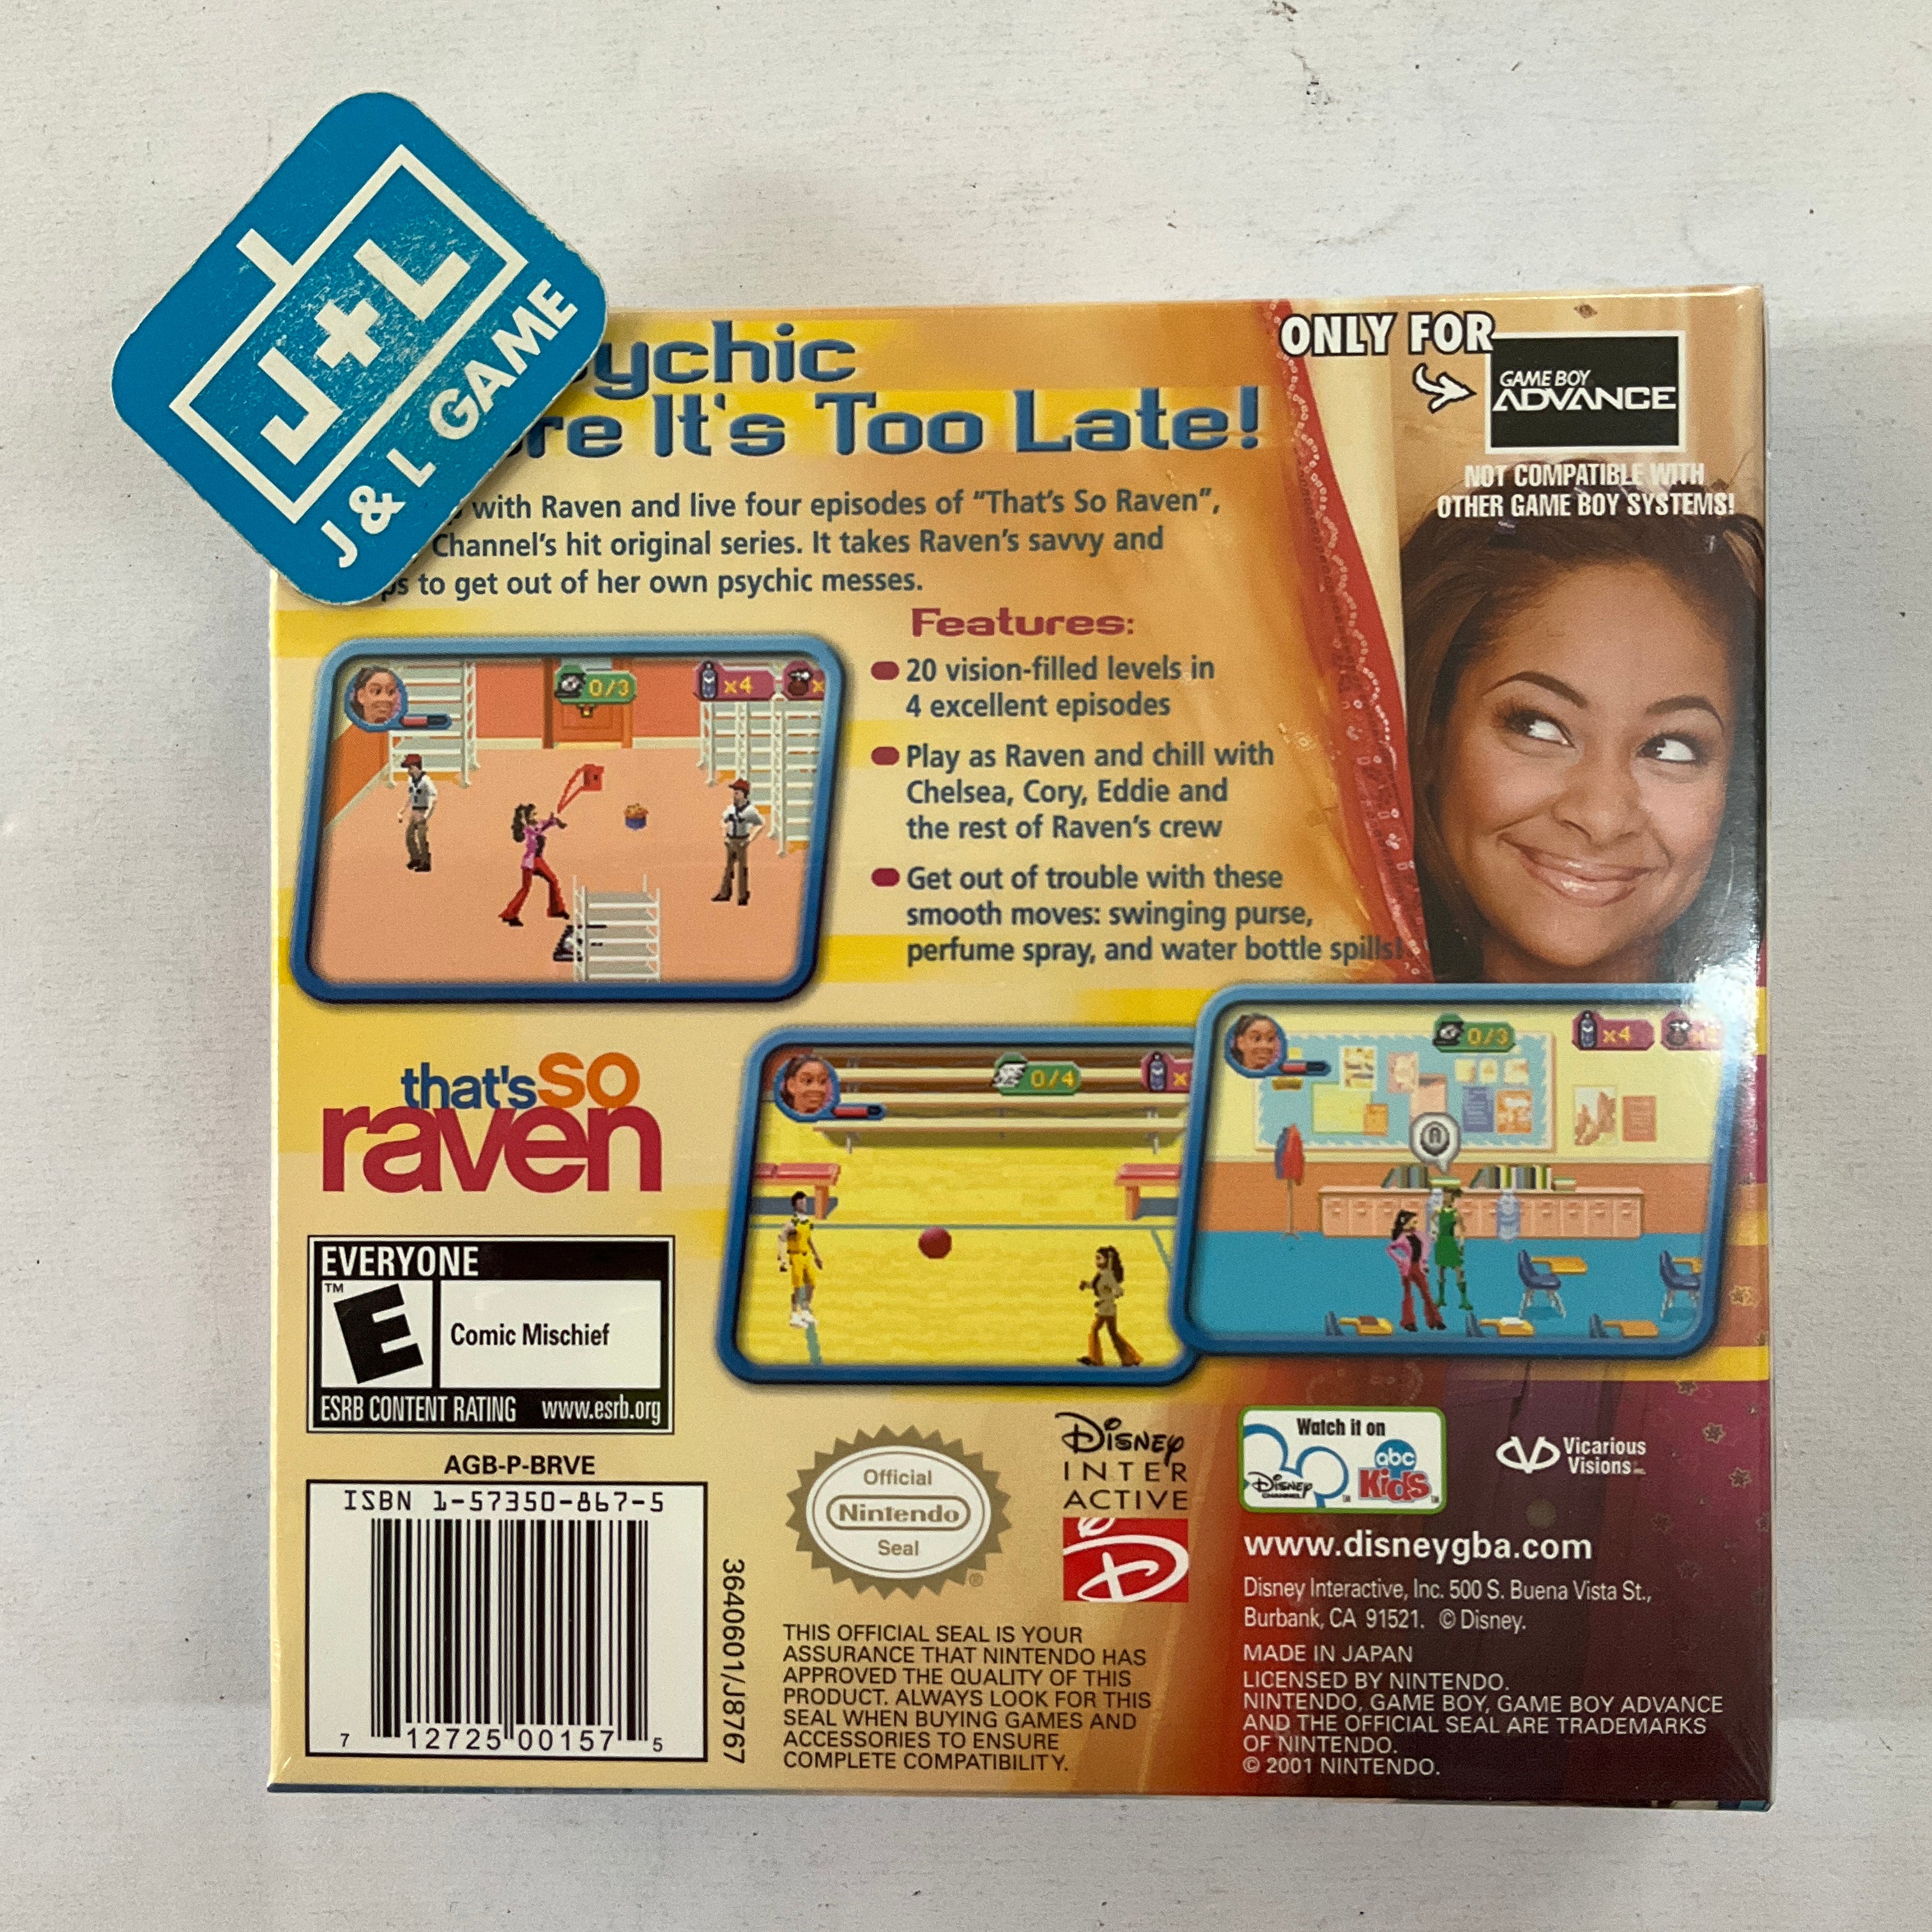 J+L
J & L GAME
ONLY FOR
GAME BOY
ADVANCE
NOT COMPATIBLE WITH
OTHER GAME BOY SYSTEMS!
It's Too Late!
with Raven and live four episodes of "That's So Raven",
Channel's hit original series. It takes Raven's savvy and
to get out of her own psychic messes.
Features:
20 vision-filled levels in
4 excellent episodes
Play as Raven and chill with
Chelsea, Cory, Eddie and
the rest of Raven's crew
Get out of trouble with these
smooth moves: swinging purse,
perfume spray, and water bottle spills!
0/3 x4 x
0/4 x
0/3 x4
A
that's so
raven
EVERYONE
E™
Comic Mischief
ESRB CONTENT RATING www.esrb.org
AGB-P-BRVE
ISBN 1-57350-867-5
7 12725 00157 5
3640601/J8767
Official
Nintendo
Seal
®
THIS OFFICIAL SEAL IS YOUR
ASSURANCE THAT NINTENDO HAS
APPROVED THE QUALITY OF THIS
PRODUCT. ALWAYS LOOK FOR THIS
SEAL WHEN BUYING GAMES AND
ACCESSORIES TO ENSURE
COMPLETE COMPATIBILITY.
DISNEY
INTER
ACTIVE
D
Watch it on
DISNEY
CHANNEL
abc
Kids
Vicarious
Visions
www.disneygba.com
Disney Interactive, Inc. 500 S. Buena Vista St.,
Burbank, CA 91521. © Disney.
MADE IN JAPAN
LICENSED BY NINTENDO.
NINTENDO, GAME BOY, GAME BOY ADVANCE
AND THE OFFICIAL SEAL ARE TRADEMARKS
OF NINTENDO.
© 2001 NINTENDO.